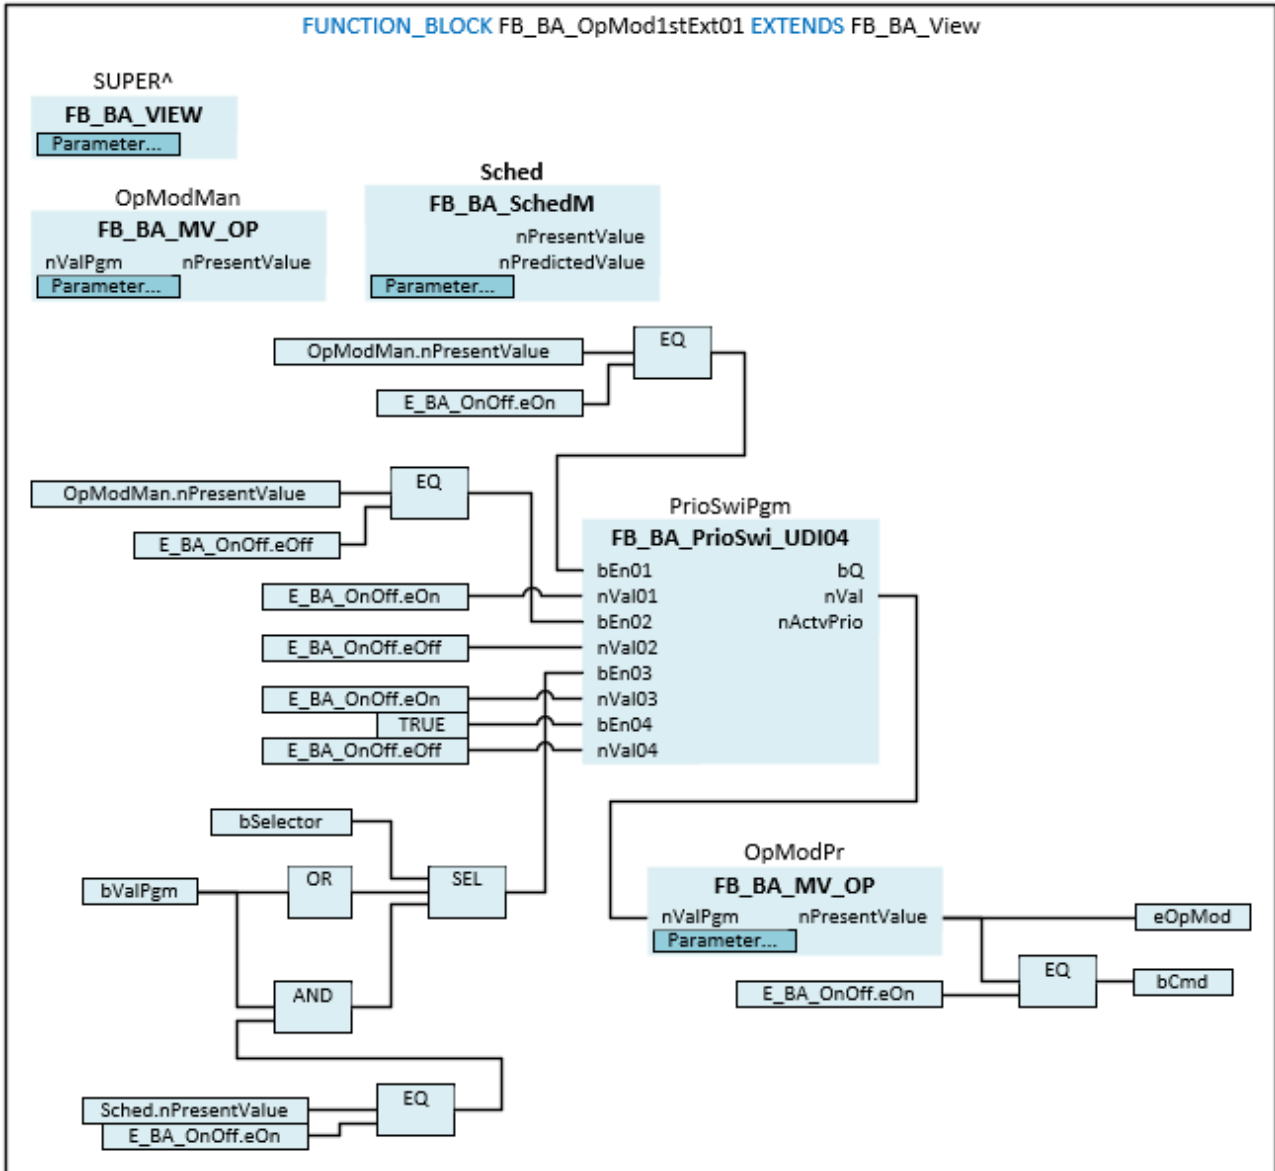 FUNCTION_BLOCK FB_BA_OpMod1stExt01 EXTENDS FB_BA_View
SUPER^
FB_BA_VIEW
Parameter...
OpModMan
FB_BA_MV_OP
nValPgm nPresentValue
Parameter...
Sched
FB_BA_SchedM
nPresentValue
nPredictedValue
Parameter...
OpModMan.nPresentValue
EQ
E_BA_OnOff.eOn
OpModMan.nPresentValue
EQ
E_BA_OnOff.eOff
PrioSwiPgm
FB_BA_PrioSwi_UDI04
bEn01 bQ
E_BA_OnOff.eOn nVal01 nVal
bEn02 nActvPrio
E_BA_OnOff.eOff nVal02
bEn03
E_BA_OnOff.eOn nVal03
TRUE bEn04
E_BA_OnOff.eOff nVal04
bSelector
bValPgm
OR
SEL
AND
Sched.nPresentValue
EQ
E_BA_OnOff.eOn
OpModPr
FB_BA_MV_OP
nValPgm nPresentValue
Parameter...
eOpMod
E_BA_OnOff.eOn
EQ
bCmd